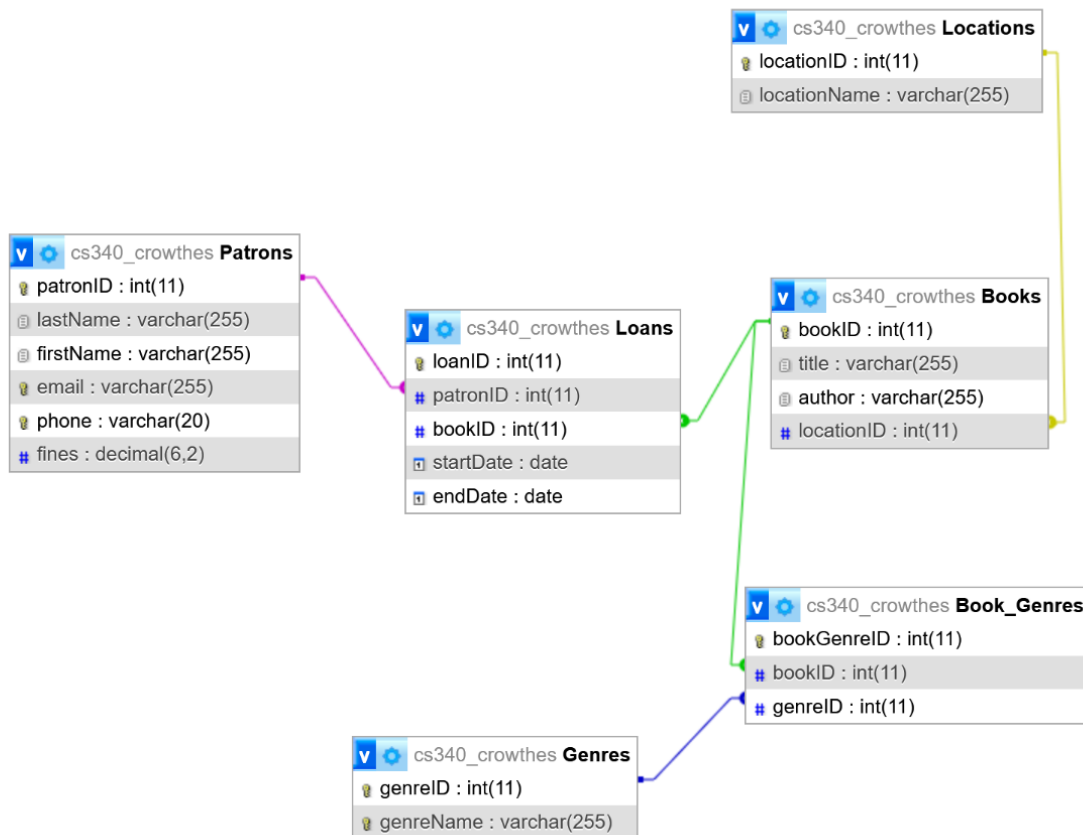 cs340_crowthes Locations
locationID : int(11)
locationName : varchar(255)
cs340_crowthes Patrons
patronID : int(11)
lastName : varchar(255)
firstName : varchar(255)
email : varchar(255)
phone : varchar(20)
# fines : decimal(6,2)
cs340_crowthes Loans
loanID : int(11)
# patronID : int(11)
# bookID : int(11)
startDate : date
endDate : date
cs340_crowthes Books
bookID : int(11)
title : varchar(255)
author : varchar(255)
# locationID : int(11)
cs340_crowthes Book_Genres
bookGenreID : int(11)
# bookID : int(11)
# genreID : int(11)
cs340_crowthes Genres
genreID : int(11)
genreName : varchar(255)